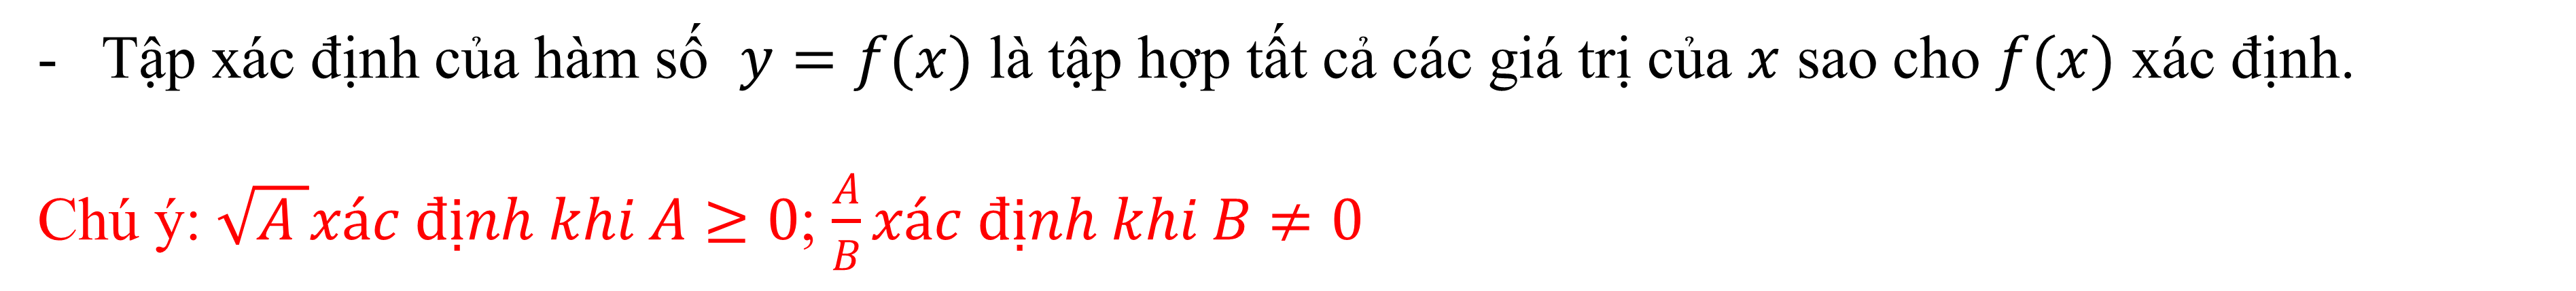 - Tập xác định của hàm số y = f(x) là tập hợp tất cả các giá trị của x sao cho f(x) xác định.
Chú ý: √A xác định khi A ≥ 0; A/B xác định khi B ≠ 0